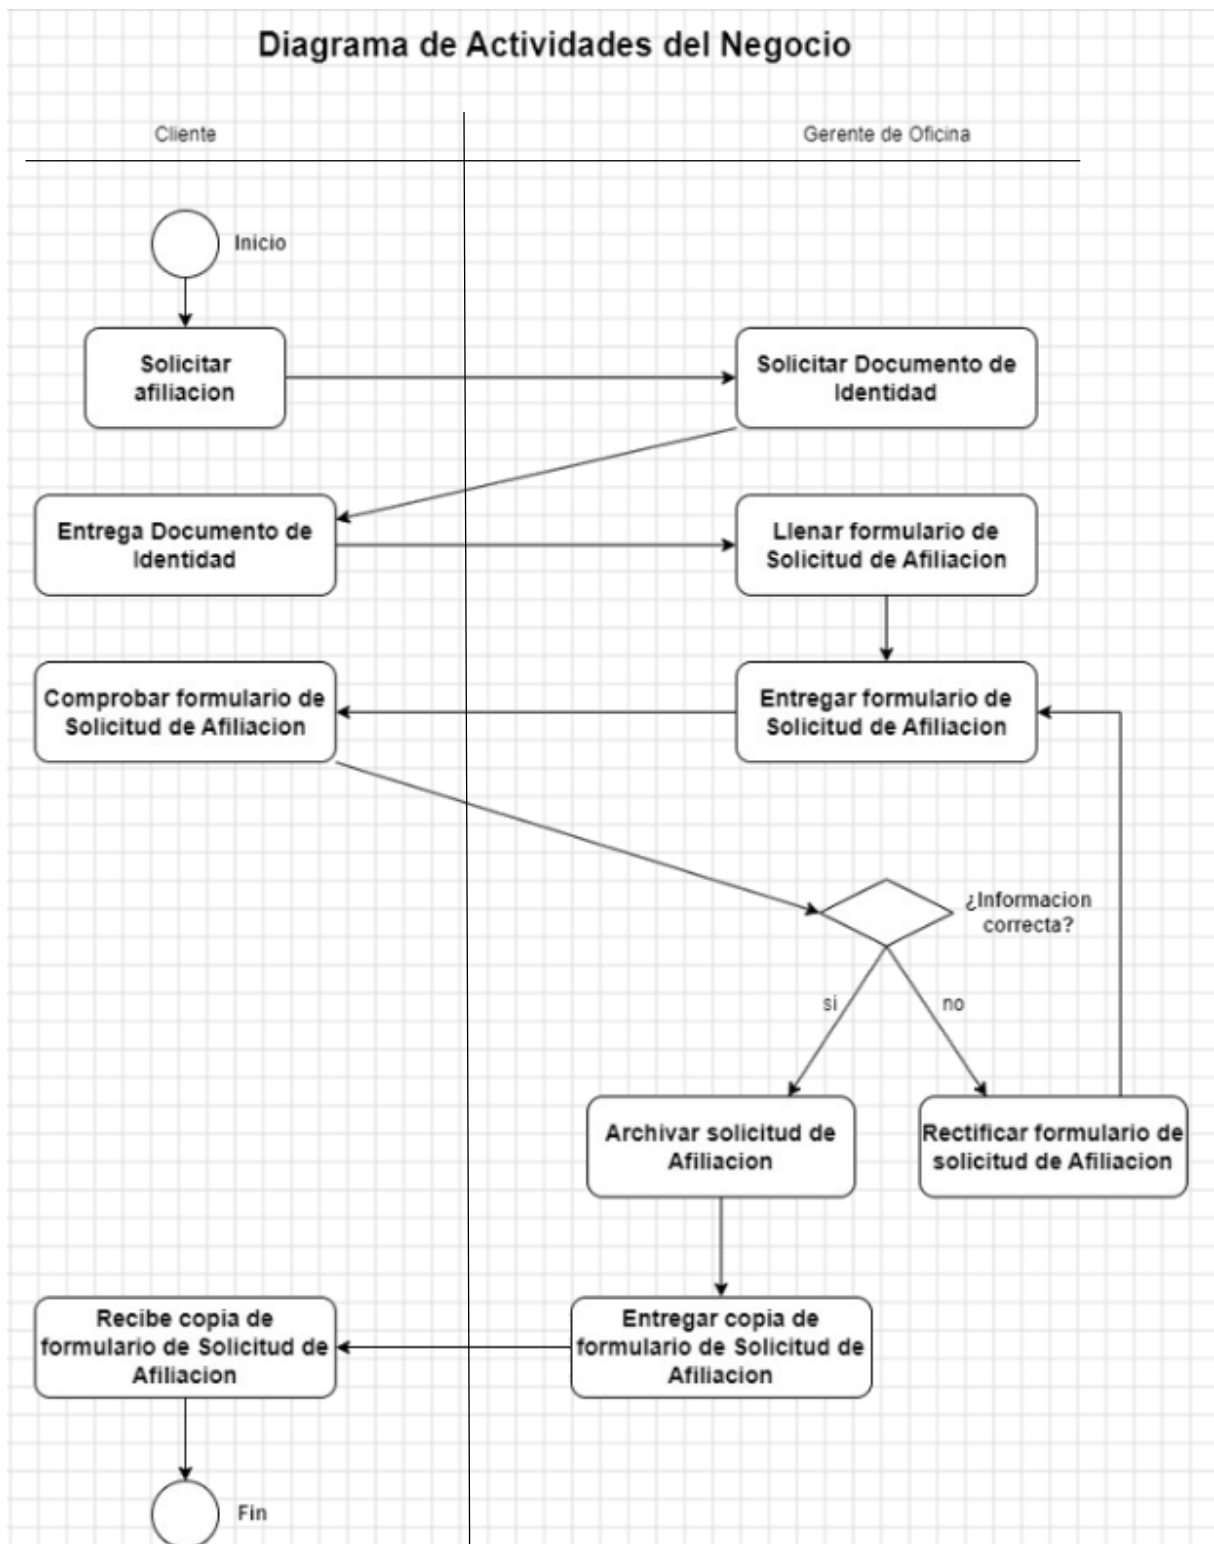 Diagrama de Actividades del Negocio
Cliente
Gerente de Oficina
Inicio
Solicitar
afiliacion
Solicitar Documento de
Identidad
Entrega Documento de
Identidad
Llenar formulario de
Solicitud de Afiliacion
Comprobar formulario de
Solicitud de Afiliacion
Entregar formulario de
Solicitud de Afiliacion
¿Informacion
correcta?
si
no
Archivar solicitud de
Afiliacion
Rectificar formulario de
solicitud de Afiliacion
Recibe copia de
formulario de Solicitud de
Afiliacion
Entregar copia de
formulario de Solicitud de
Afiliacion
Fin